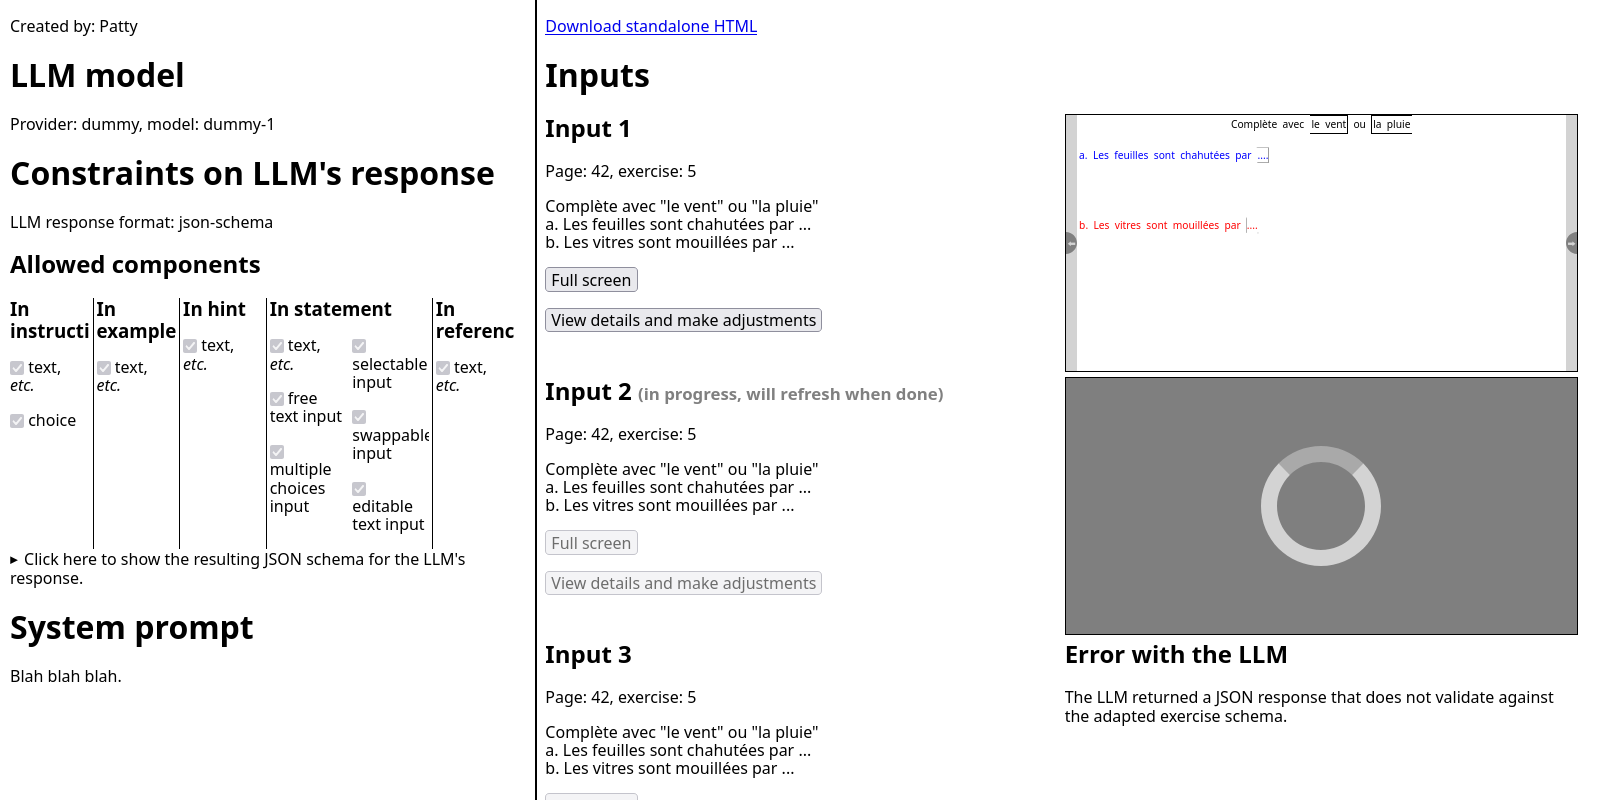 Created by: Patty
LLM model
Provider: dummy, model: dummy-1
Constraints on LLM's response
LLM response format: json-schema
Allowed components
In
instructi
text,
etc.
choice
In
example
text,
etc.
In hint
text,
etc.
In statement
text,
etc.
free
text input
multiple
choices
input
selectable
input
swappable
input
editable
text input
In
referenc
text,
etc.
Click here to show the resulting JSON schema for the LLM's
response.
System prompt
Blah blah blah.
Download standalone HTML
Inputs
Input 1
Page: 42, exercise: 5
Complète avec "le vent" ou "la pluie"
a. Les feuilles sont chahutées par ...
b. Les vitres sont mouillées par ...
Full screen
View details and make adjustments
Complète avec le vent ou la pluie
a. Les feuilles sont chahutées par ....
b. Les vitres sont mouillées par ....
Input 2 (in progress, will refresh when done)
Page: 42, exercise: 5
Complète avec "le vent" ou "la pluie"
a. Les feuilles sont chahutées par ...
b. Les vitres sont mouillées par ...
Full screen
View details and make adjustments
Input 3
Page: 42, exercise: 5
Complète avec "le vent" ou "la pluie"
a. Les feuilles sont chahutées par ...
b. Les vitres sont mouillées par ...
Error with the LLM
The LLM returned a JSON response that does not validate against
the adapted exercise schema.